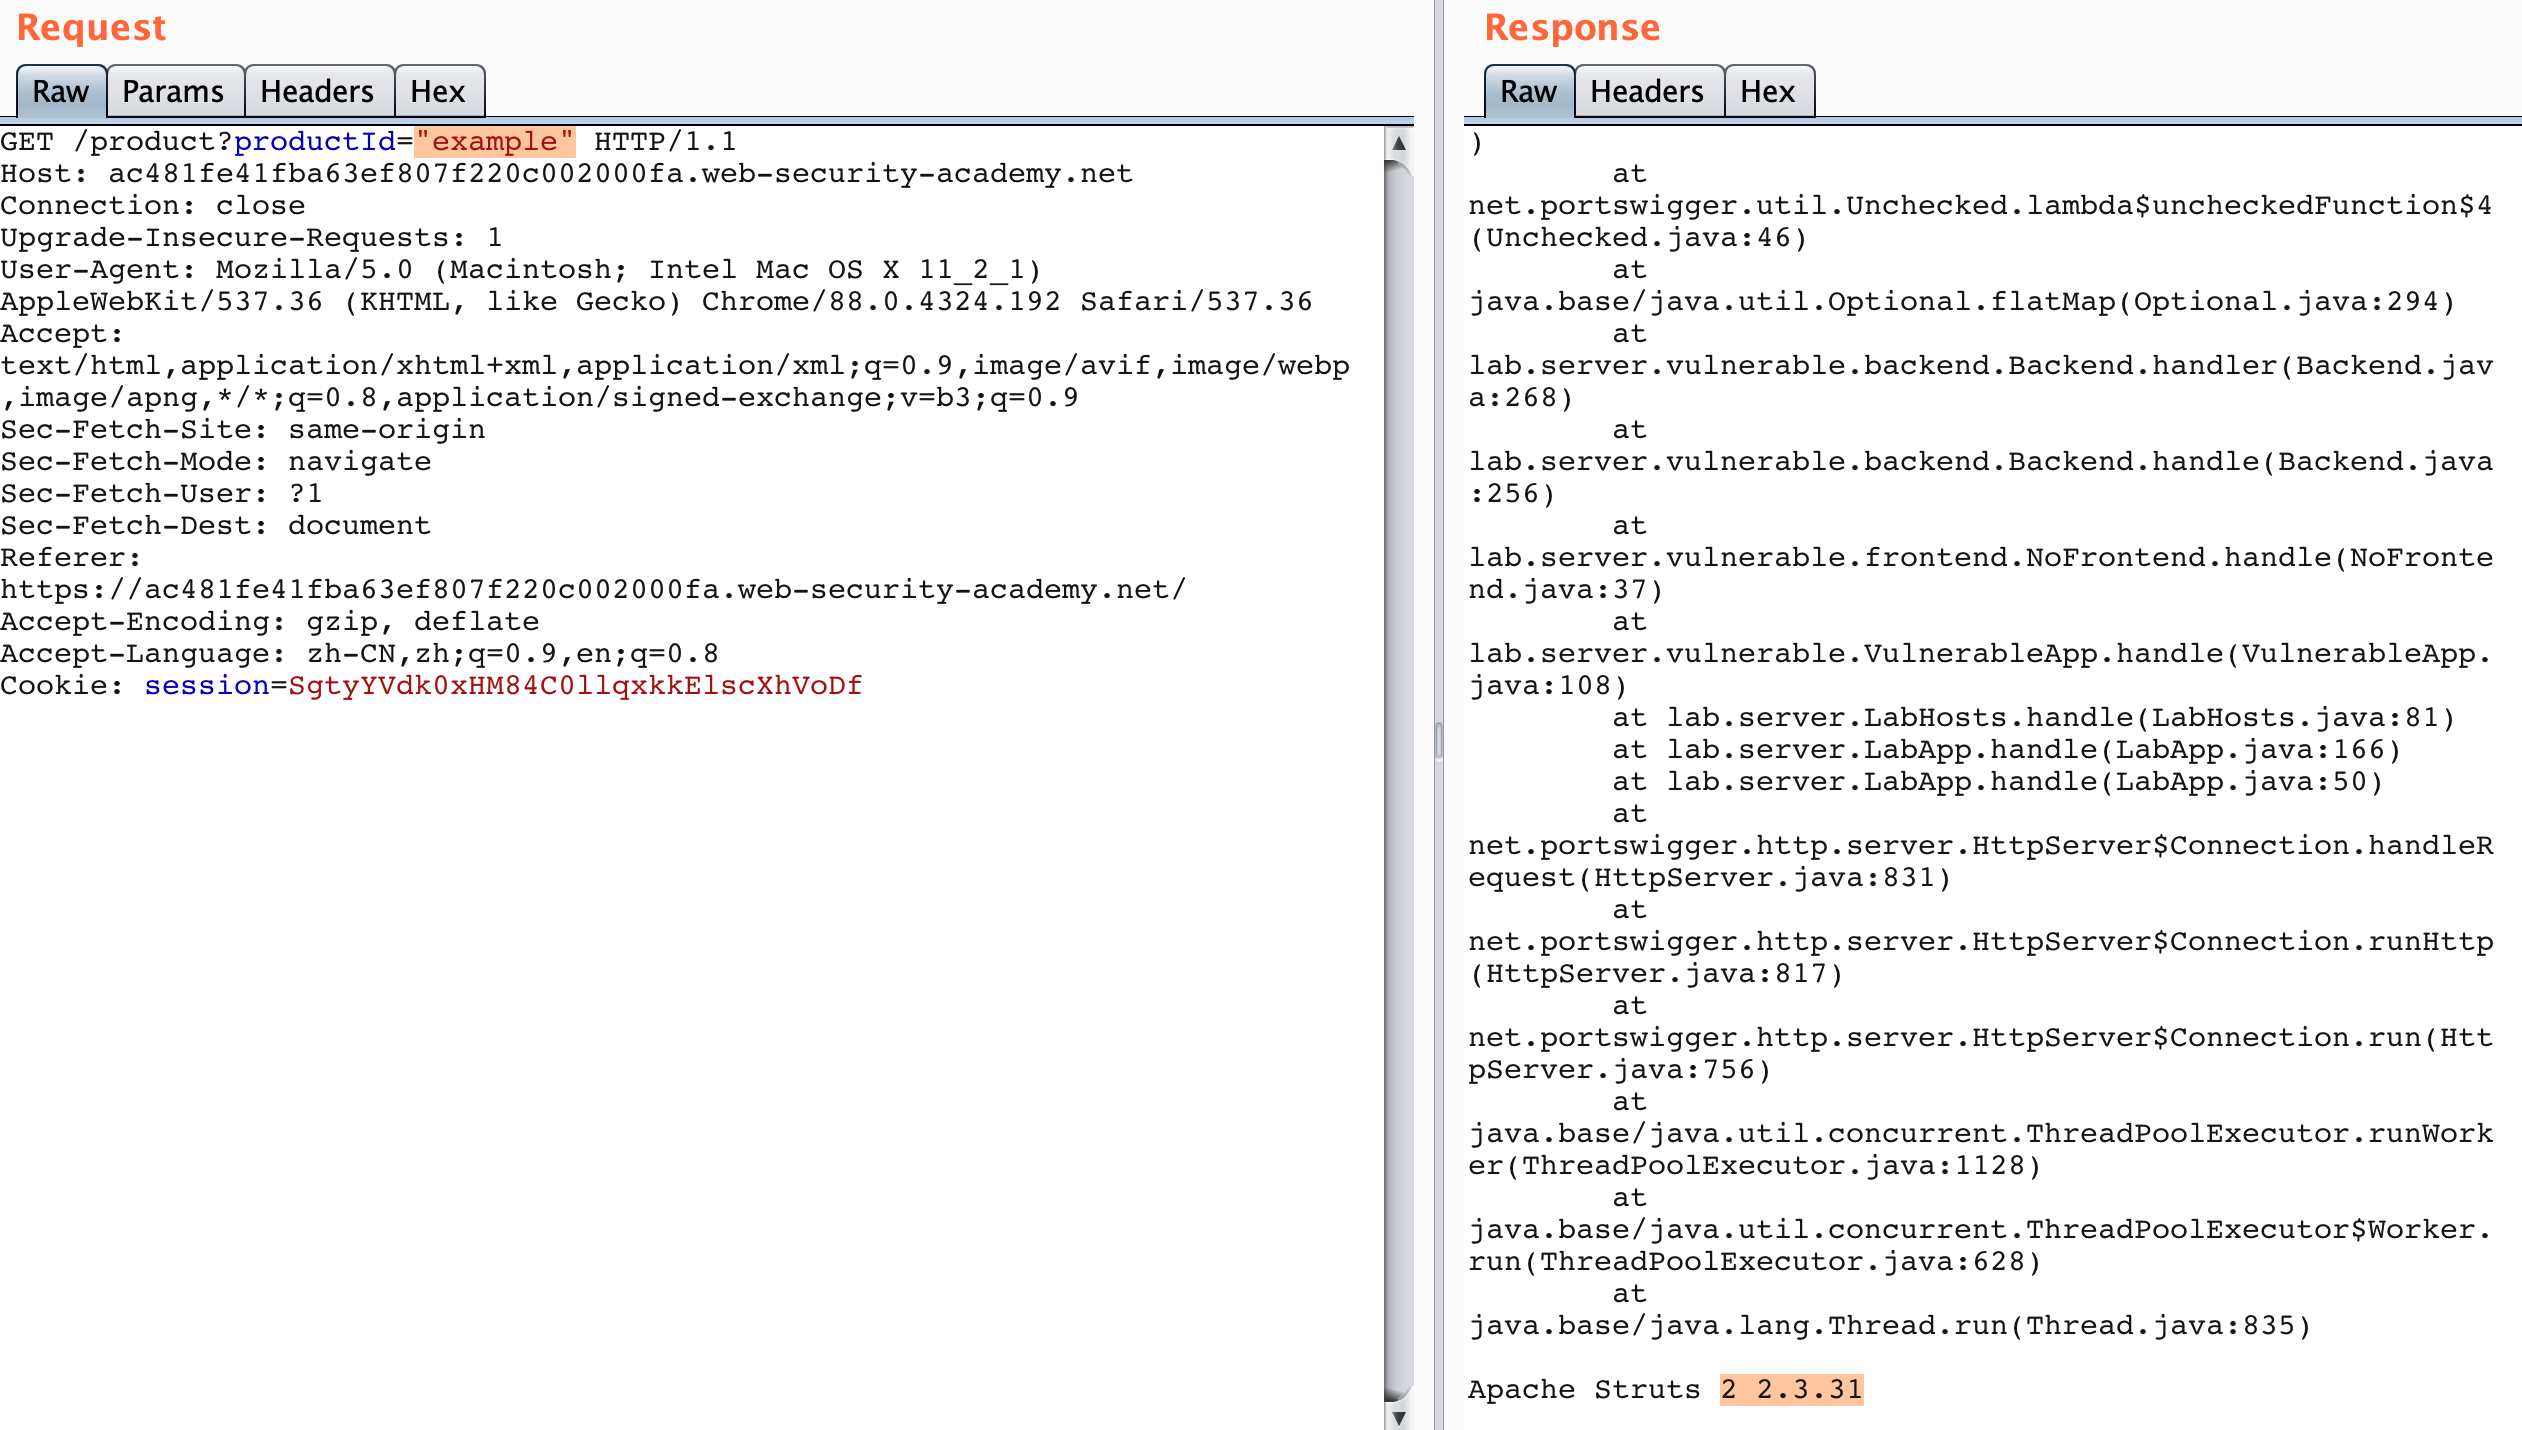 Request
Raw Params Headers Hex
GET /product?productId="example" HTTP/1.1
Host: ac481fe41fba63ef807f220c002000fa.web-security-academy.net
Connection: close
Upgrade-Insecure-Requests: 1
User-Agent: Mozilla/5.0 (Macintosh; Intel Mac OS X 11_2_1)
AppleWebKit/537.36 (KHTML, like Gecko) Chrome/88.0.4324.192 Safari/537.36
Accept:
text/html,application/xhtml+xml,application/xml;q=0.9,image/avif,image/webp
,image/apng,*/*;q=0.8,application/signed-exchange;v=b3;q=0.9
Sec-Fetch-Site: same-origin
Sec-Fetch-Mode: navigate
Sec-Fetch-User: ?1
Sec-Fetch-Dest: document
Referer:
https://ac481fe41fba63ef807f220c002000fa.web-security-academy.net/
Accept-Encoding: gzip, deflate
Accept-Language: zh-CN,zh;q=0.9,en;q=0.8
Cookie: session=SgtyYVdk0xHM84C0llqxkkElscXhVoDf
Response
Raw Headers Hex
)
at
net.portswigger.util.Unchecked.lambda$uncheckedFunction$4
(Unchecked.java:46)
at
java.base/java.util.Optional.flatMap(Optional.java:294)
at
lab.server.vulnerable.backend.Backend.handler(Backend.jav
a:268)
at
lab.server.vulnerable.backend.Backend.handle(Backend.java
:256)
at
lab.server.vulnerable.frontend.NoFrontend.handle(NoFronte
nd.java:37)
at
lab.server.vulnerable.VulnerableApp.handle(VulnerableApp.
java:108)
at lab.server.LabHosts.handle(LabHosts.java:81)
at lab.server.LabApp.handle(LabApp.java:166)
at lab.server.LabApp.handle(LabApp.java:50)
at
net.portswigger.http.server.HttpServer$Connection.handleR
equest(HttpServer.java:831)
at
net.portswigger.http.server.HttpServer$Connection.runHttp
(HttpServer.java:817)
at
net.portswigger.http.server.HttpServer$Connection.run(Htt
pServer.java:756)
at
java.base/java.util.concurrent.ThreadPoolExecutor.runWork
er(ThreadPoolExecutor.java:1128)
at
java.base/java.util.concurrent.ThreadPoolExecutor$Worker.
run(ThreadPoolExecutor.java:628)
at
java.base/java.lang.Thread.run(Thread.java:835)
Apache Struts 2 2.3.31